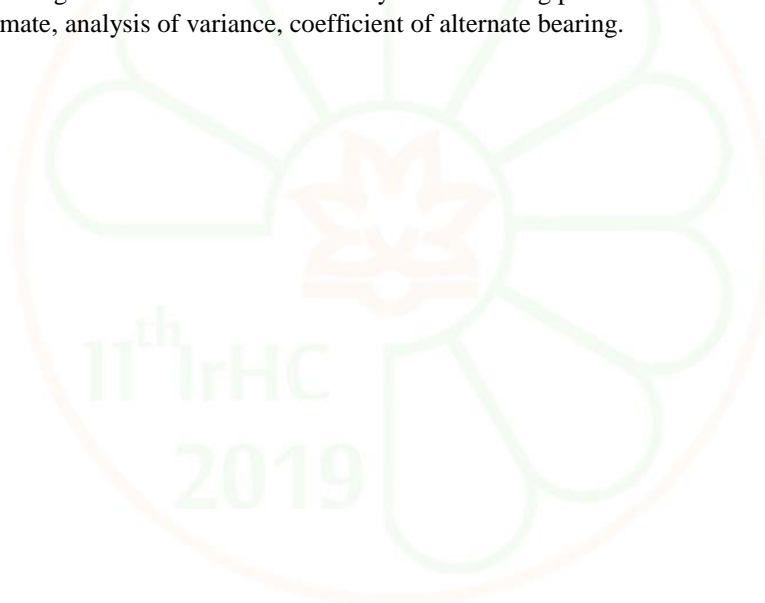 mate, analysis of variance, coefficient of alternate bearing.
11th IrHC
2019